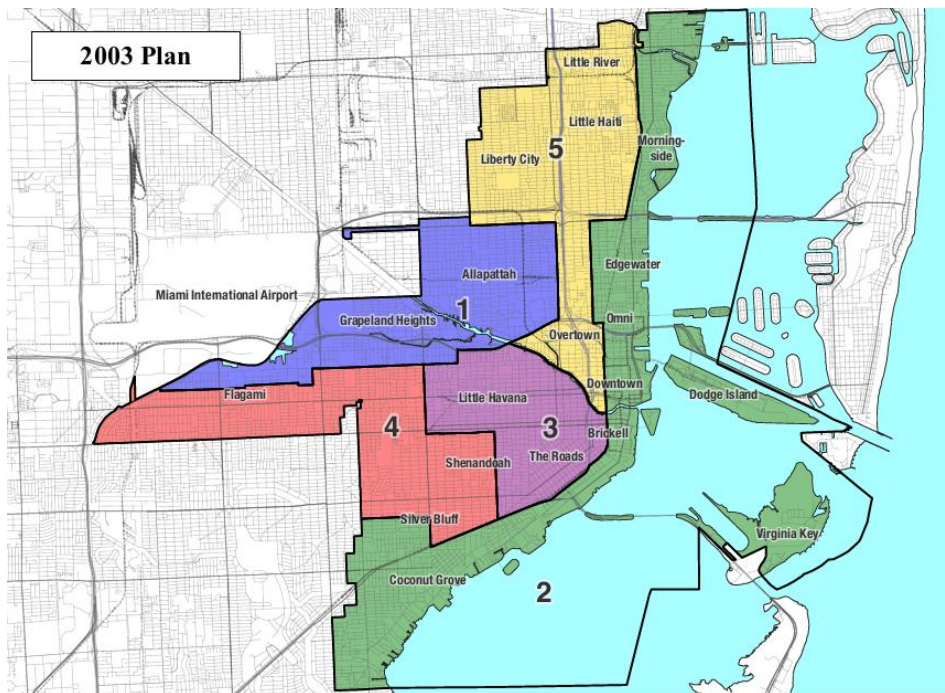 2003 Plan
Little River
Little Haiti
5
Liberty City
Morning-
side
Allapattah
Edgewater
Miami International Airport
1
Grapeland Heights
Omni
Overtown
Flagami
Downtown
Dodge Island
Little Havana
4
3
Brickell
The Roads
Shenandoah
Silver Bluff
Virginia Key
Coconut Grove
2